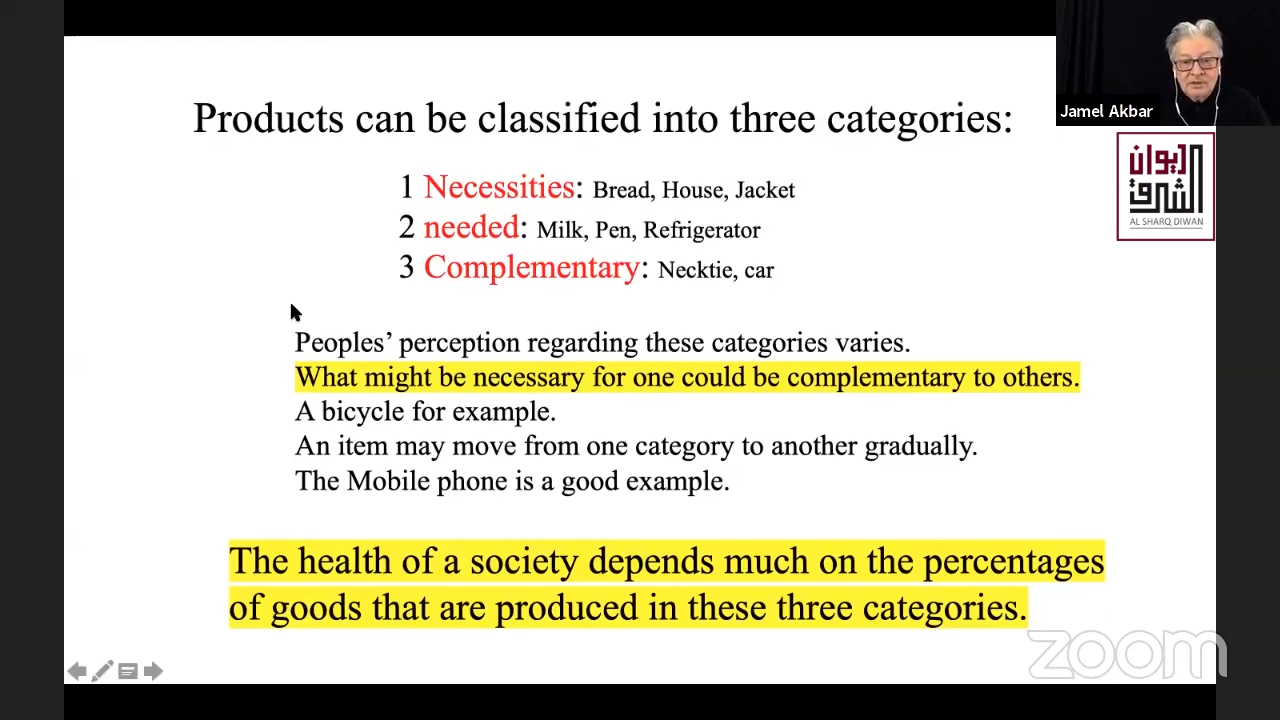 Products can be classified into three categories:
1 Necessities: Bread, House, Jacket
2 needed: Milk, Pen, Refrigerator
3 Complementary: Necktie, car
Peoples’ perception regarding these categories varies.
What might be necessary for one could be complementary to others.
A bicycle for example.
An item may move from one category to another gradually.
The Mobile phone is a good example.
The health of a society depends much on the percentages
of goods that are produced in these three categories.
Jamel Akbar
ديوان
الشرق
AL SHARQ DIWAN
zoom